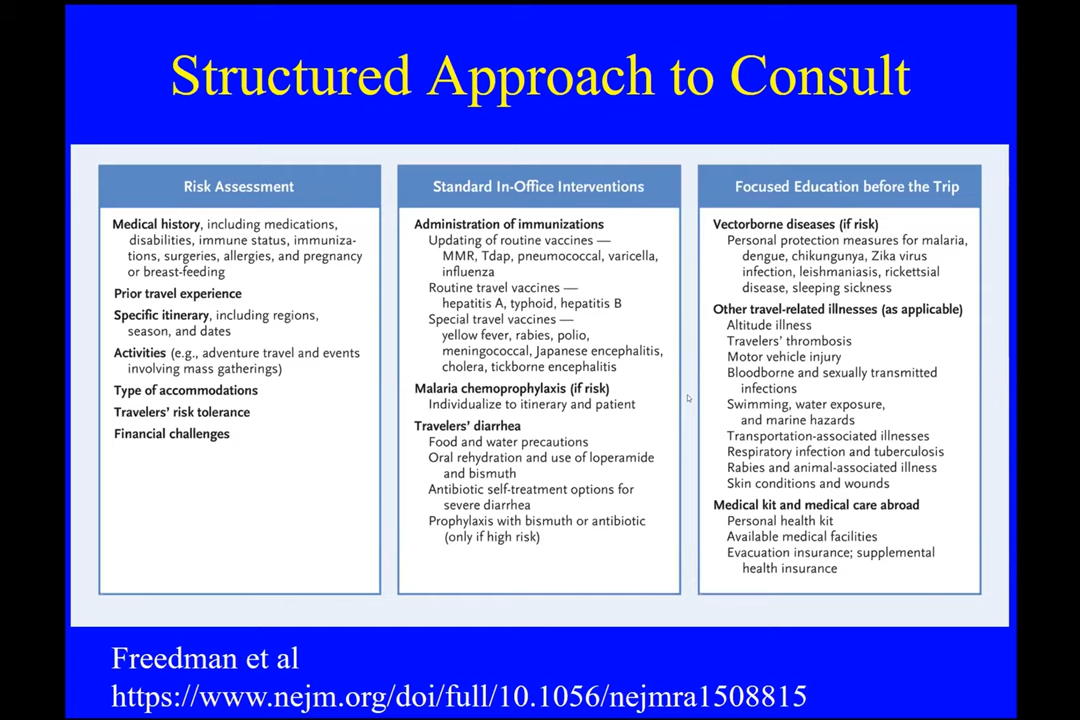 Structured Approach to Consult
Risk Assessment
Medical history, including medications,
disabilities, immune status, immuniza-
tions, surgeries, allergies, and pregnancy
or breast-feeding
Prior travel experience
Specific itinerary, including regions,
season, and dates
Activities (e.g., adventure travel and events
involving mass gatherings)
Type of accommodations
Travelers' risk tolerance
Financial challenges
Standard In-Office Interventions
Administration of immunizations
Updating of routine vaccines —
MMR, Tdap, pneumococcal, varicella,
influenza
Routine travel vaccines —
hepatitis A, typhoid, hepatitis B
Special travel vaccines —
yellow fever, rabies, polio,
meningococcal, Japanese encephalitis,
cholera, tickborne encephalitis
Malaria chemoprophylaxis (if risk)
Individualize to itinerary and patient
Travelers' diarrhea
Food and water precautions
Oral rehydration and use of loperamide
and bismuth
Antibiotic self-treatment options for
severe diarrhea
Prophylaxis with bismuth or antibiotic
(only if high risk)
Focused Education before the Trip
Vectorborne diseases (if risk)
Personal protection measures for malaria,
dengue, chikungunya, Zika virus
infection, leishmaniasis, rickettsial
disease, sleeping sickness
Other travel-related illnesses (as applicable)
Altitude illness
Travelers' thrombosis
Motor vehicle injury
Bloodborne and sexually transmitted
infections
Swimming, water exposure,
and marine hazards
Transportation-associated illnesses
Respiratory infection and tuberculosis
Rabies and animal-associated illness
Skin conditions and wounds
Medical kit and medical care abroad
Personal health kit
Available medical facilities
Evacuation insurance; supplemental
health insurance
Freedman et al
https://www.nejm.org/doi/full/10.1056/nejmra1508815